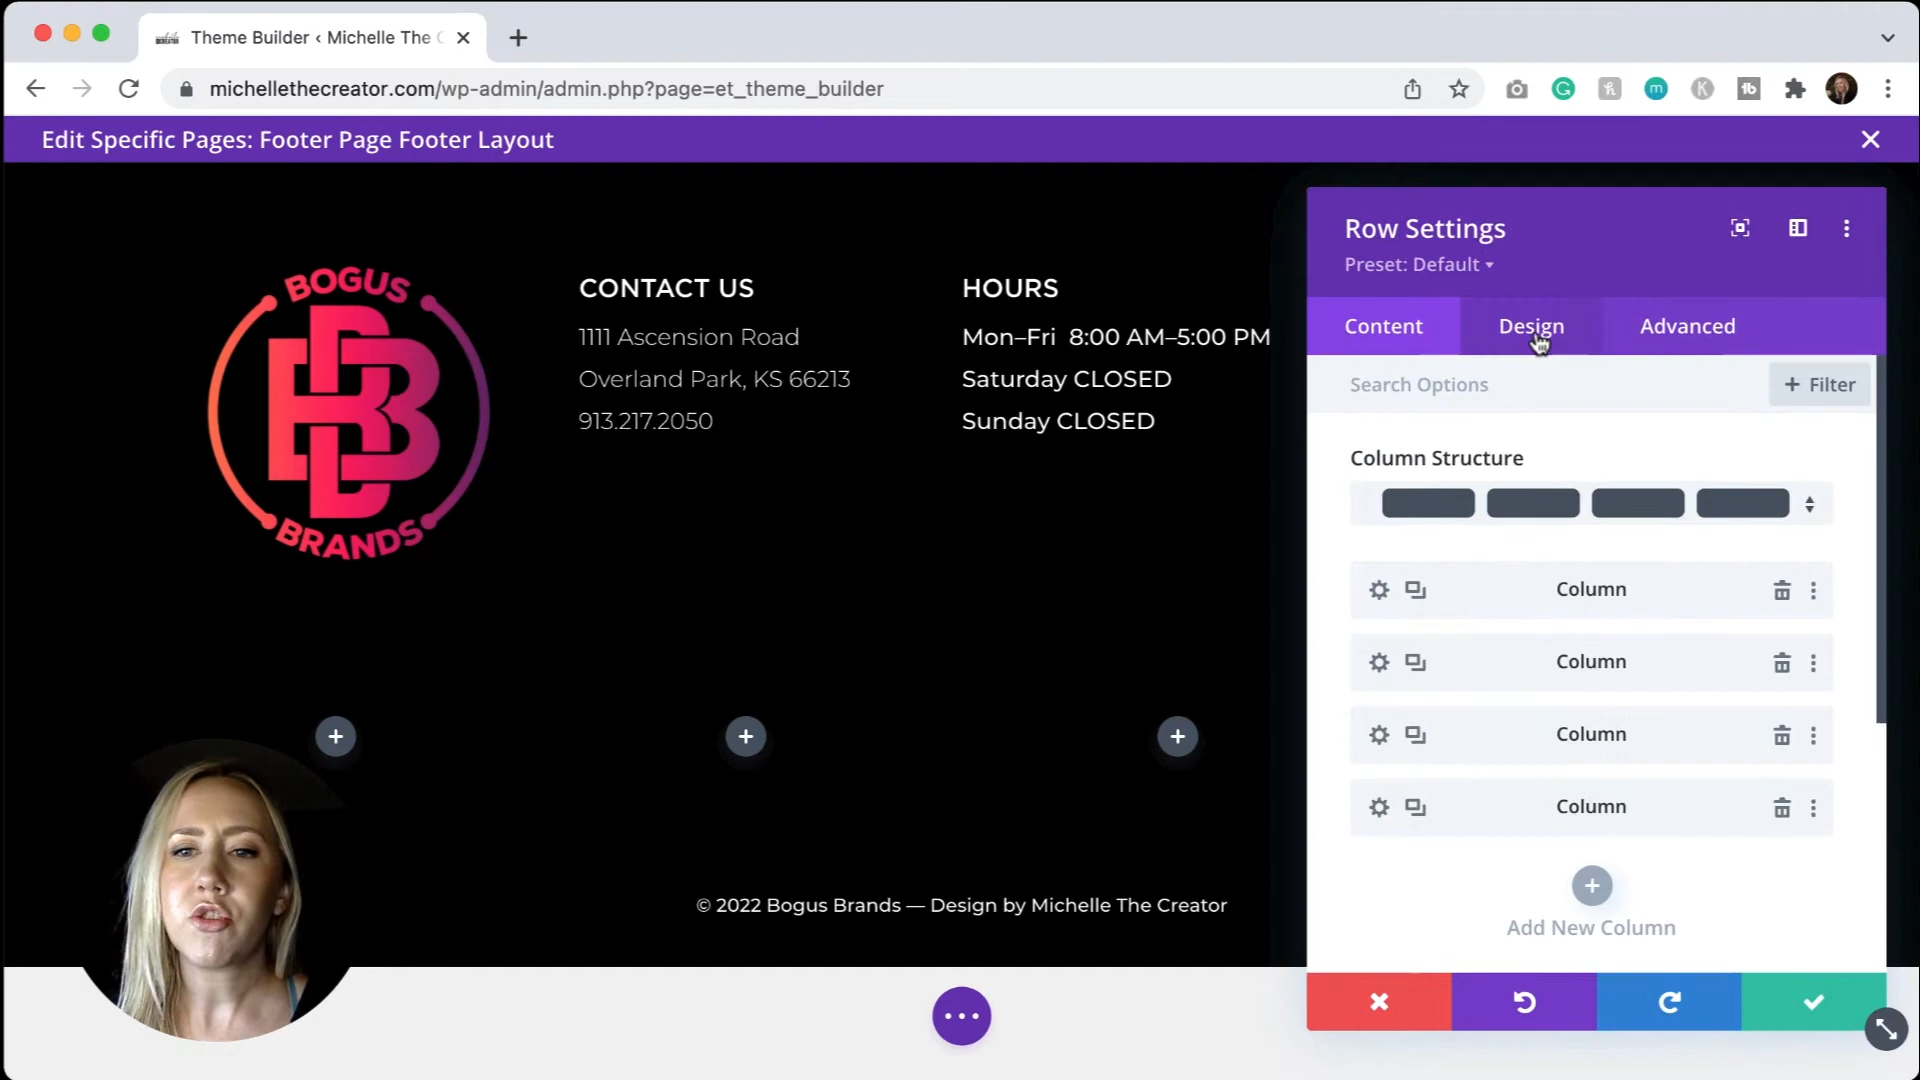 Theme Builder ‹ Michelle The C
michellethecreator.com/wp-admin/admin.php?page=et_theme_builder
Edit Specific Pages: Footer Page Footer Layout
BOGUS
BRANDS
CONTACT US
1111 Ascension Road
Overland Park, KS 66213
913.217.2050
HOURS
Mon–Fri 8:00 AM–5:00 PM
Saturday CLOSED
Sunday CLOSED
© 2022 Bogus Brands — Design by Michelle The Creator
Row Settings
Preset: Default
Content Design Advanced
Search Options + Filter
Column Structure
Column
Column
Column
Column
Add New Column